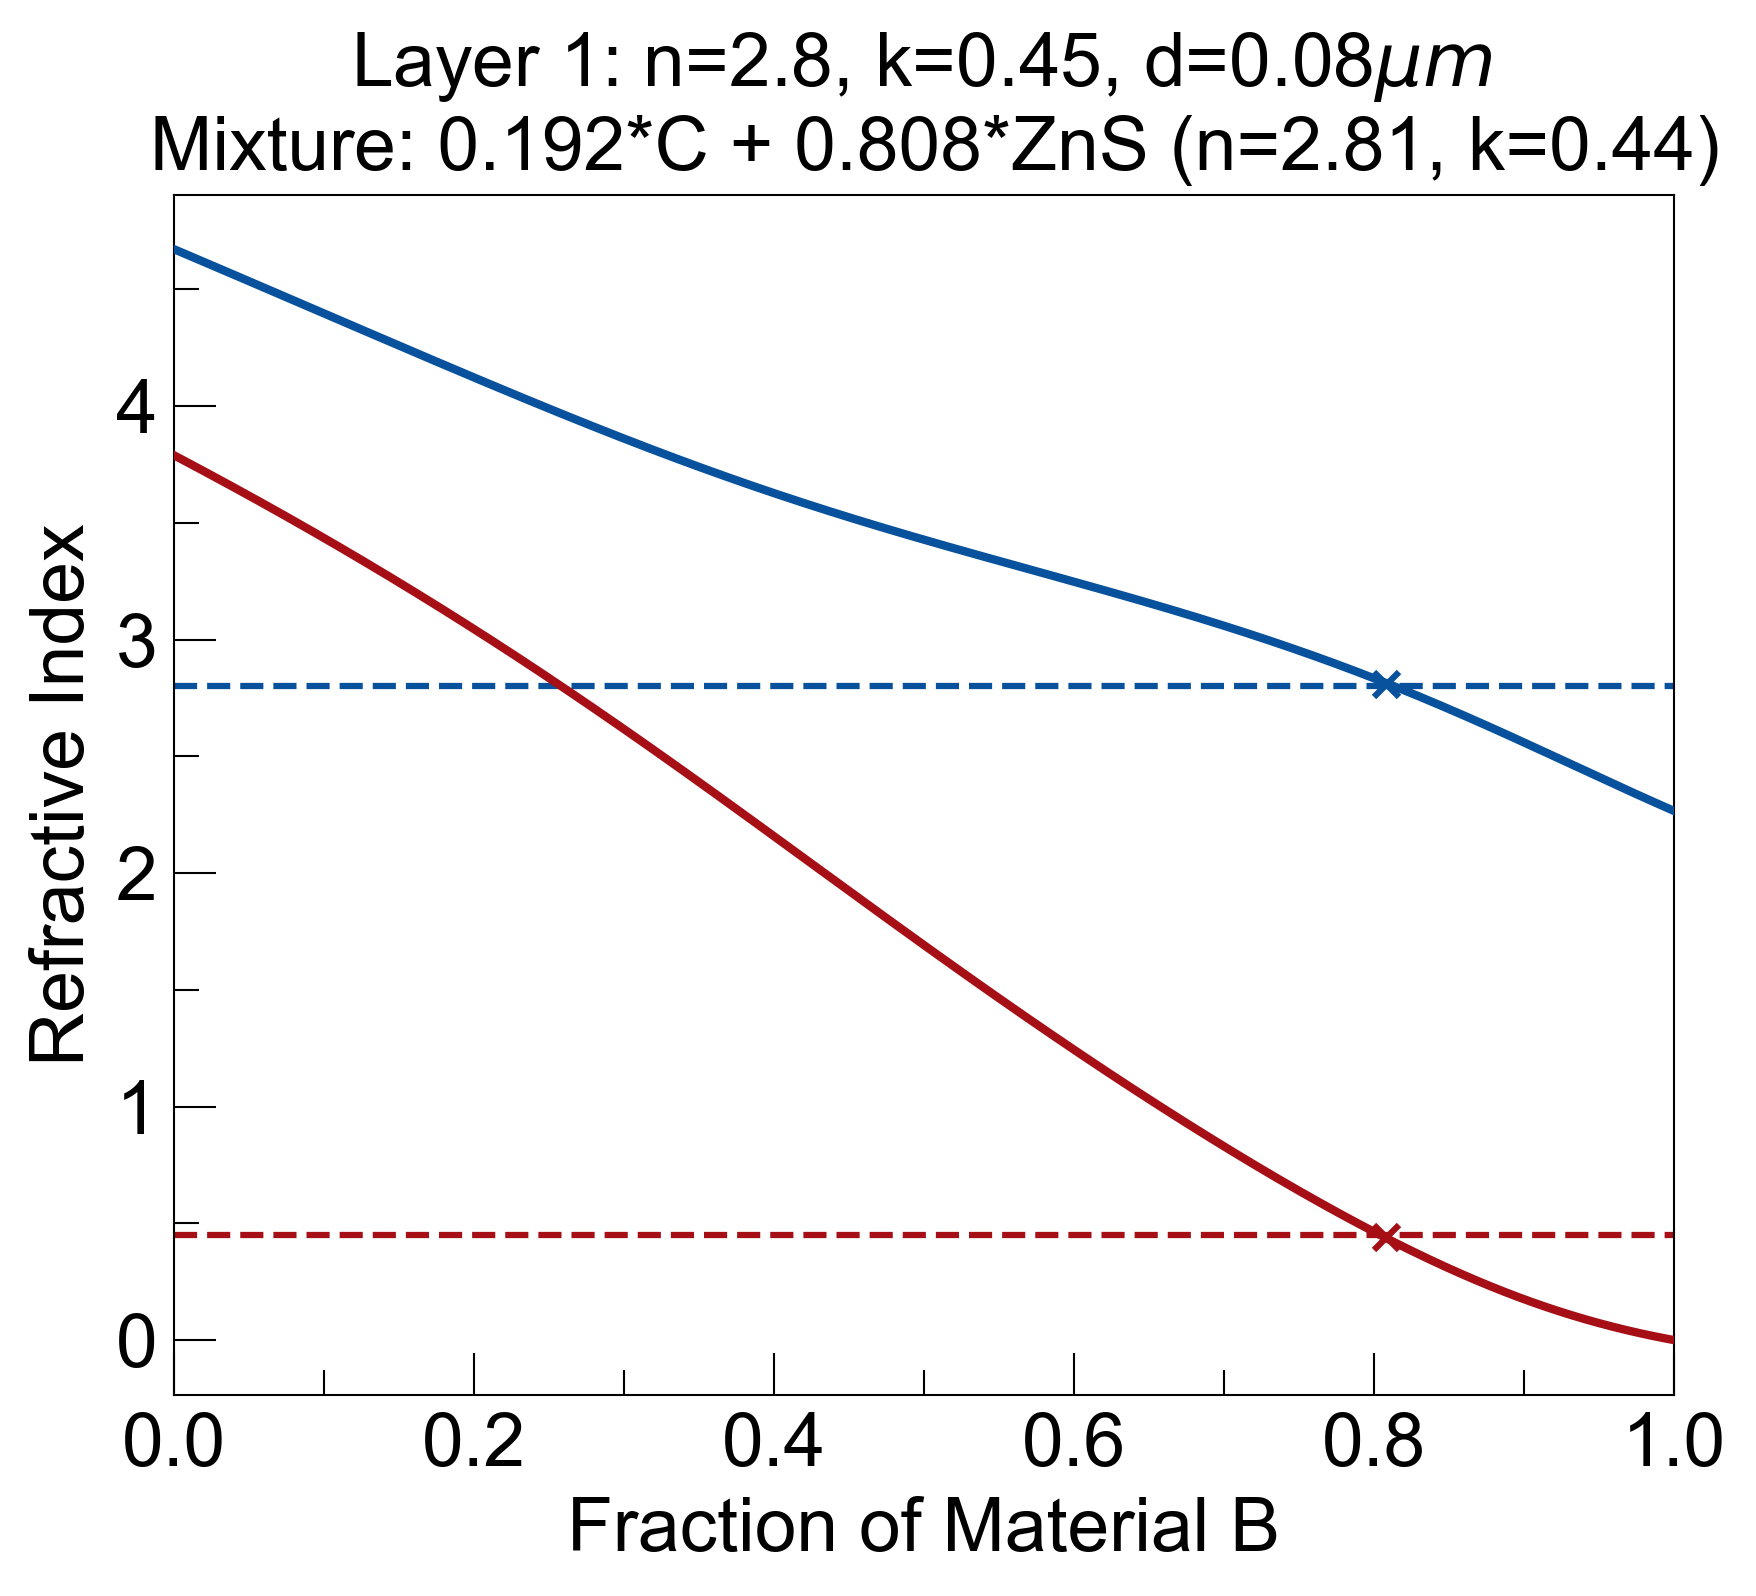 Layer 1: n=2.8, k=0.45, d=0.08μm
Mixture: 0.192*C + 0.808*ZnS (n=2.81, k=0.44)
Refractive Index
4
3
2
1
0
0.0 0.2 0.4 0.6 0.8 1.0
Fraction of Material B